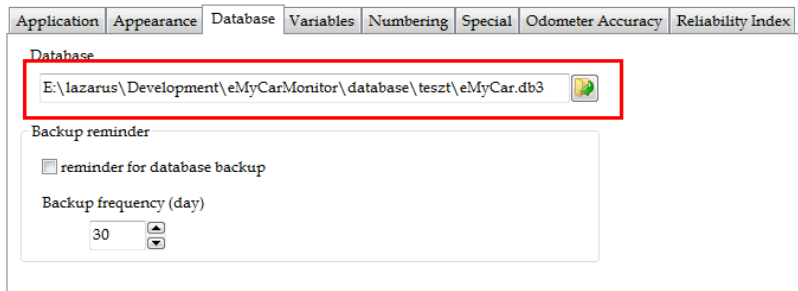 Application Appearance Database Variables Numbering Special Odometer Accuracy Reliability Index
Database
E:\lazarus\Development\eMyCarMonitor\database\teszt\eMyCar.db3
Backup reminder
reminder for database backup
Backup frequency (day)
30